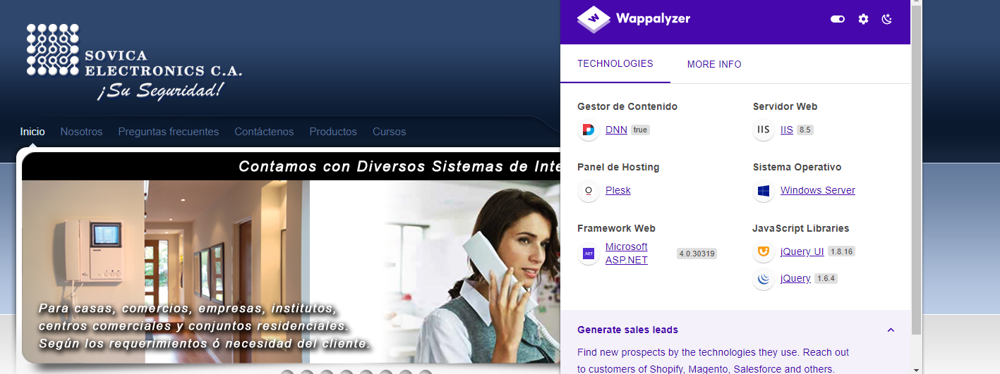 SOVICA
ELECTRONICS C.A.
¡Su Seguridad!
Inicio Nosotros Preguntas frecuentes Contáctenos Productos Cursos
Contamos con Diversos Sistemas de Inte
Para casas, comercios, empresas, institutos,
centros comerciales y conjuntos residenciales.
Según los requerimientos ó necesidad del cliente.
Wappalyzer
TECHNOLOGIES MORE INFO
Gestor de Contenido
DNN true
Servidor Web
IIS IIS 8.5
Panel de Hosting
Plesk
Sistema Operativo
Windows Server
Framework Web
.NET Microsoft
ASP.NET 4.0.30319
JavaScript Libraries
jQuery UI 1.8.16
jQuery 1.6.4
Generate sales leads
Find new prospects by the technologies they use. Reach out
to customers of Shopify, Magento, Salesforce and others.